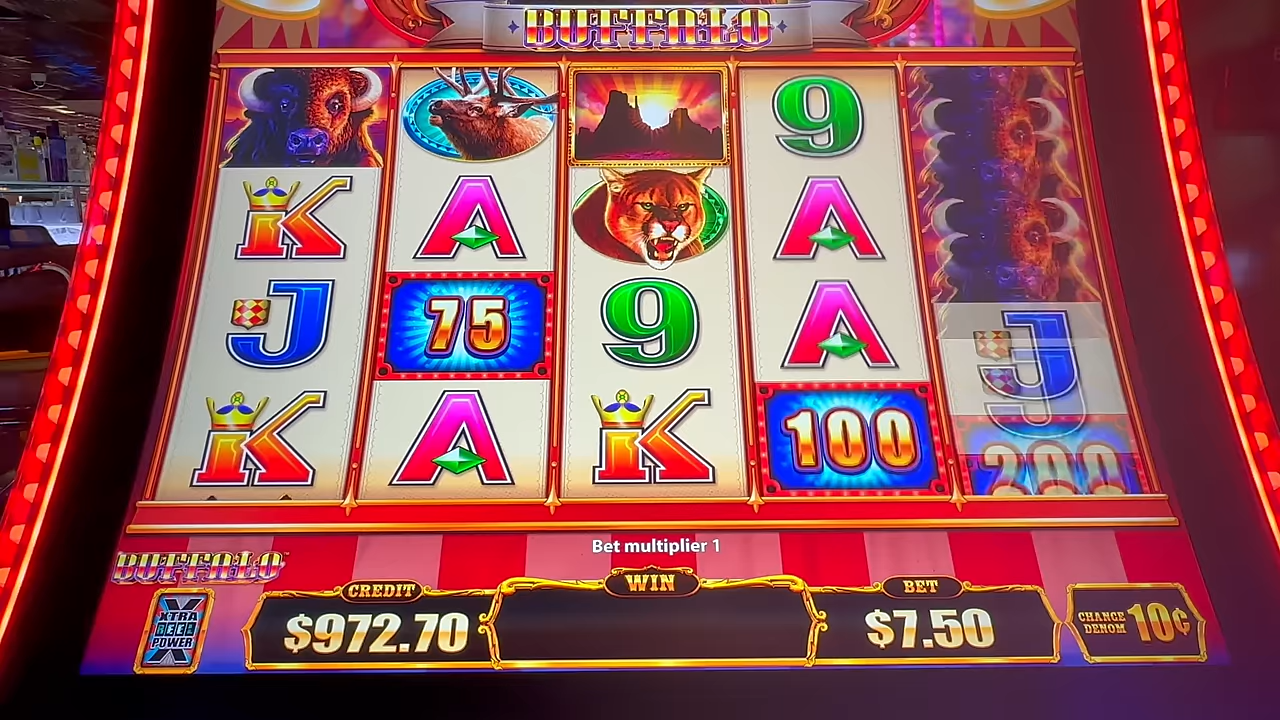 BUFFALO
9
K
A
A
J
75
9
A
J
K
A
K
100
200
Bet multiplier 1
BUFFALO
XTRA
REEL
POWER
CREDIT
WIN
BET
$972.70
$7.50
CHANGE
DENOM
10¢